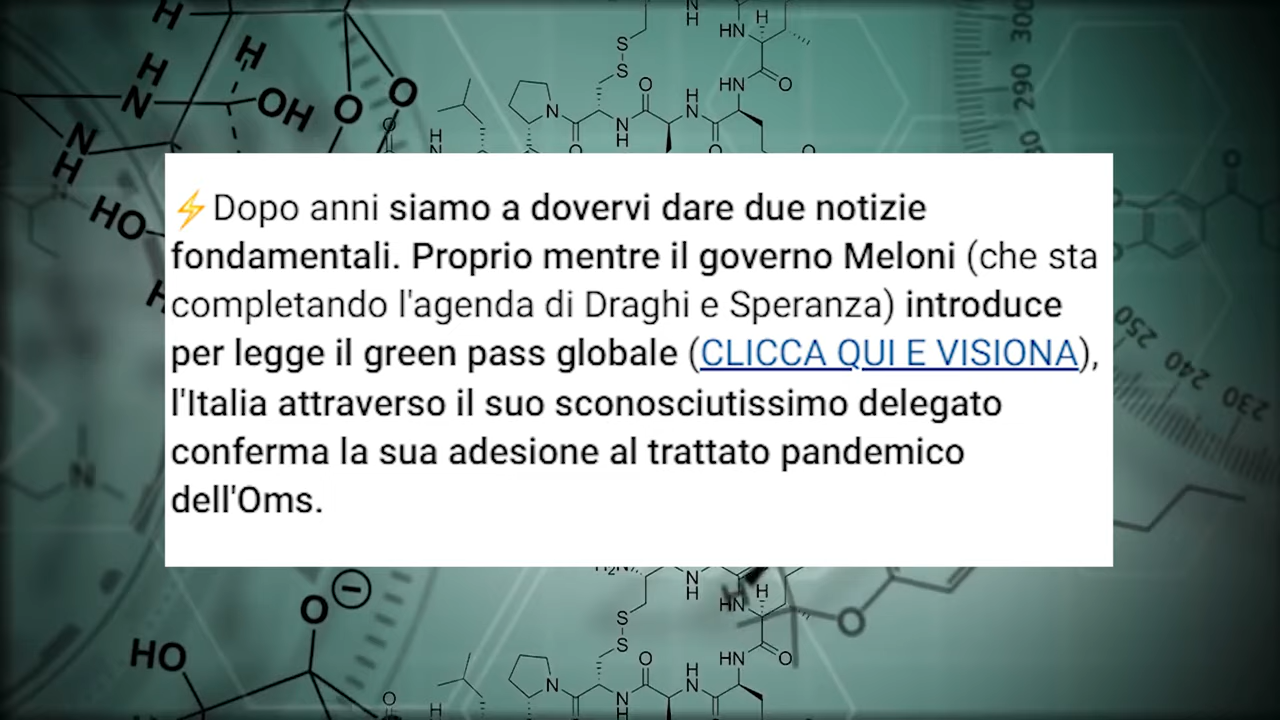 ⚡Dopo anni siamo a dovervi dare due notizie
fondamentali. Proprio mentre il governo Meloni (che sta
completando l'agenda di Draghi e Speranza) introduce
per legge il green pass globale (CLICCA QUI E VISIONA),
l'Italia attraverso il suo sconosciutissimo delegato
conferma la sua adesione al trattato pandemico
dell'Oms.